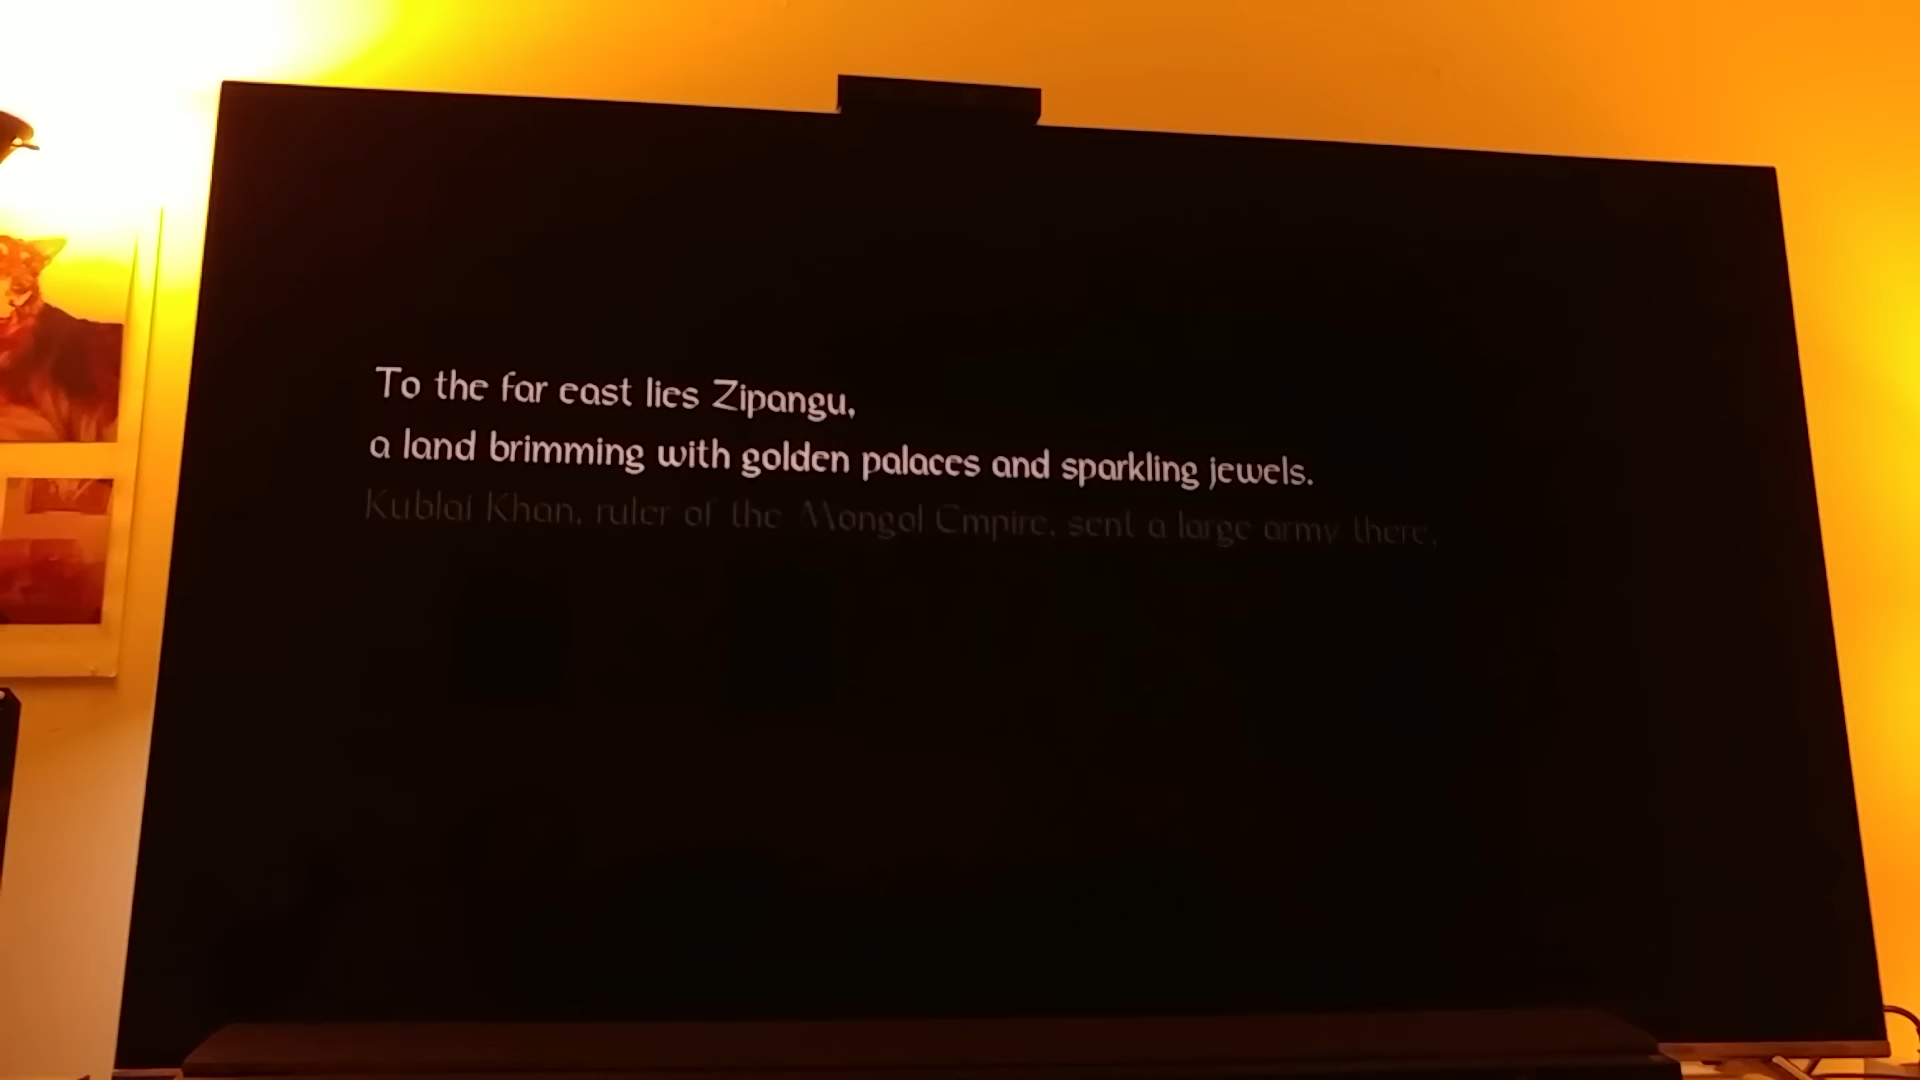 To the far east lies Zipangu,
a land brimming with golden palaces and sparkling jewels.
Kublai Khan, ruler of the Mongol Empire, sent a large army there,